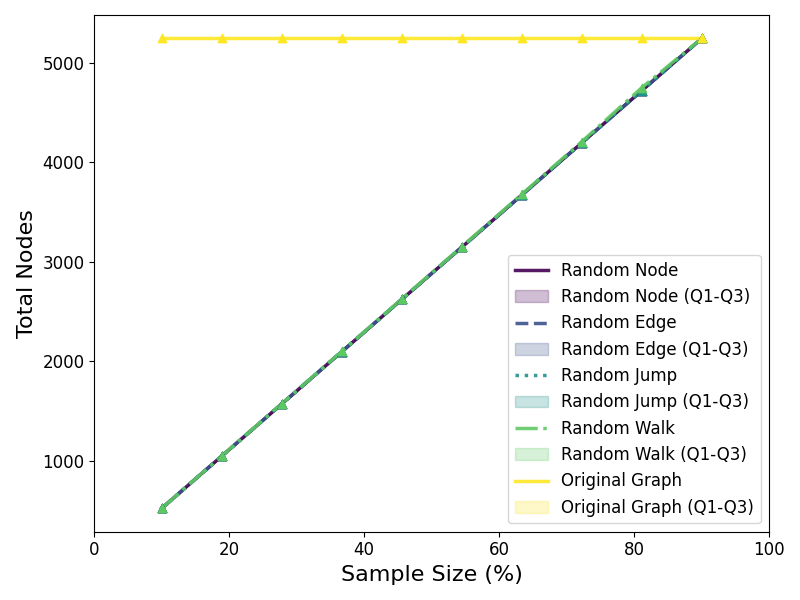 5000
4000
3000
2000
1000
Total Nodes
Random Node
Random Node (Q1-Q3)
Random Edge
Random Edge (Q1-Q3)
Random Jump
Random Jump (Q1-Q3)
Random Walk
Random Walk (Q1-Q3)
Original Graph
Original Graph (Q1-Q3)
0 20 40 60 80 100
Sample Size (%)